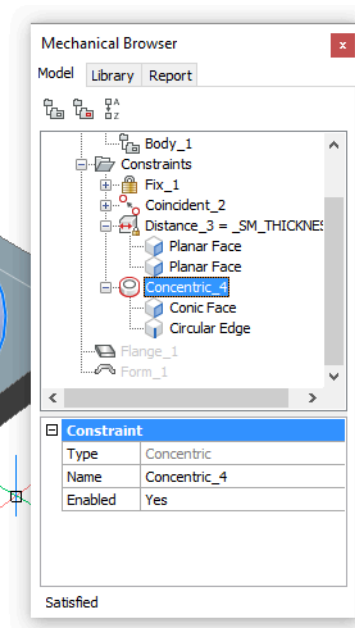 Mechanical Browser
x
Model Library Report
Body_1
Constraints
Fix_1
Coincident_2
Distance_3 = _SM_THICKNES
Planar Face
Planar Face
Concentric_4
Conic Face
Circular Edge
Flange_1
Form_1
Constraint
Type Concentric
Name Concentric_4
Enabled Yes
Satisfied